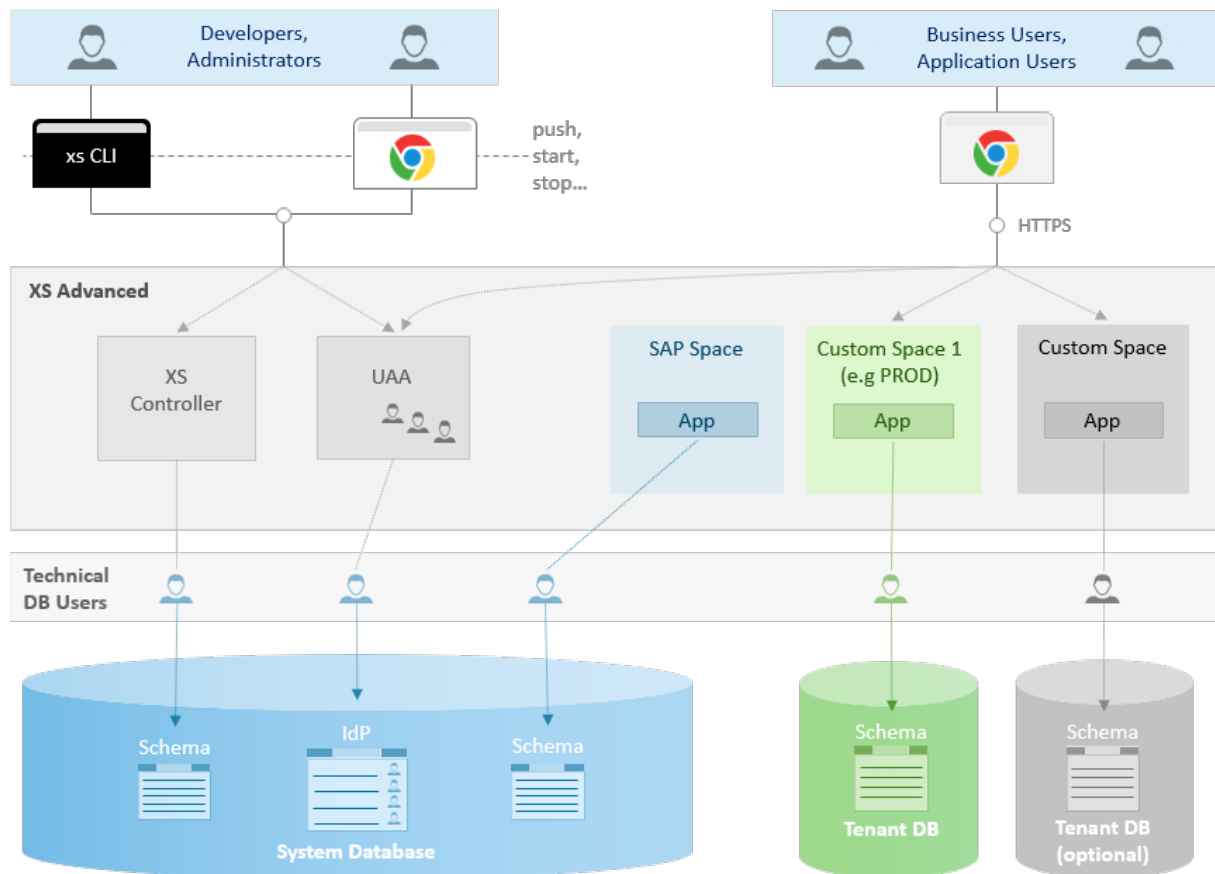 Developers,
Administrators
Business Users,
Application Users
xs CLI
push,
start,
stop...
HTTPS
XS Advanced
XS
Controller
UAA
SAP Space
App
Custom Space 1
(e.g PROD)
App
Custom Space
App
Technical
DB Users
Schema
IdP
Schema
System Database
Schema
Tenant DB
Schema
Tenant DB
(optional)